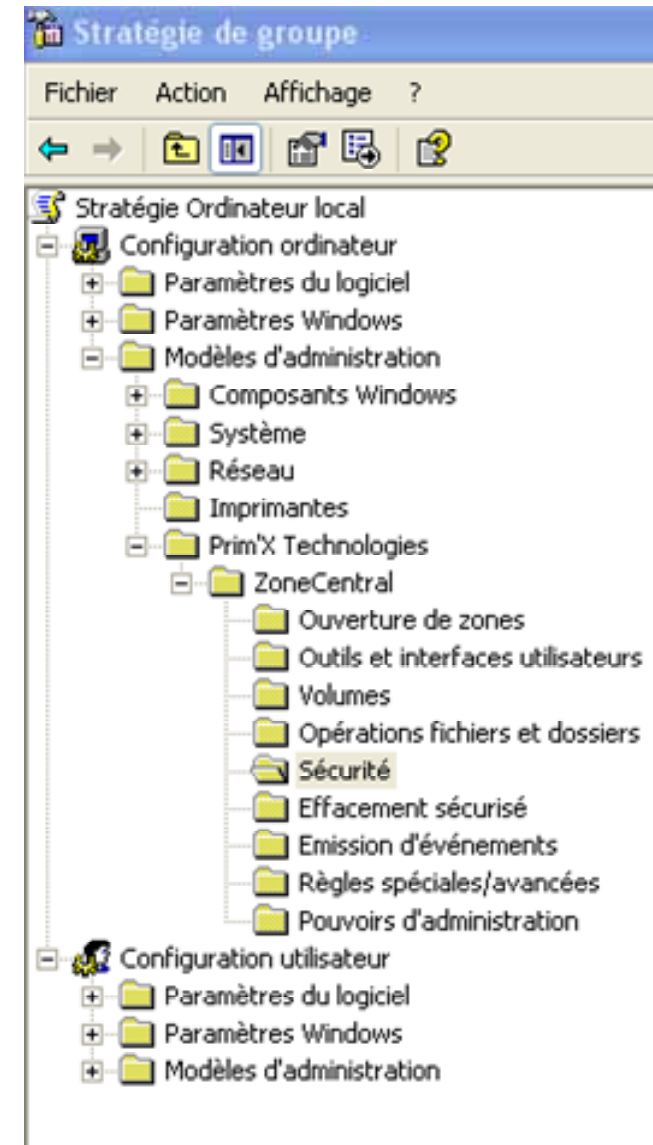 Stratégie de groupe
Fichier Action Affichage ?
Stratégie Ordinateur local
Configuration ordinateur
Paramètres du logiciel
Paramètres Windows
Modèles d'administration
Composants Windows
Système
Réseau
Imprimantes
Prim'X Technologies
ZoneCentral
Ouverture de zones
Outils et interfaces utilisateurs
Volumes
Opérations fichiers et dossiers
Sécurité
Effacement sécurisé
Emission d'événements
Règles spéciales/avancées
Pouvoirs d'administration
Configuration utilisateur
Paramètres du logiciel
Paramètres Windows
Modèles d'administration